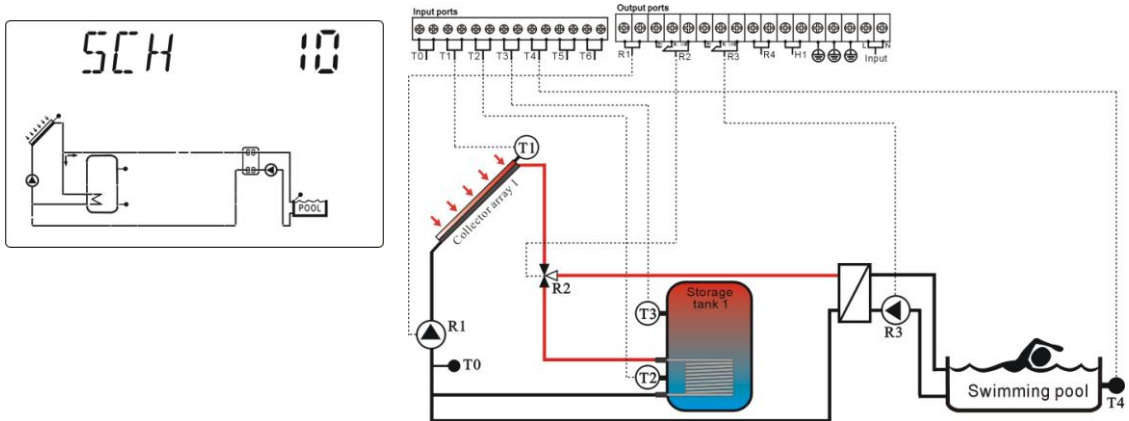 SCH 10
POOL
Input ports
T0 T1 T2 T3 T4 T5 T6
Output ports
R1 R2 R3 R4 H1 L N
Input
T1
Collector array 1
R2
Storage
tank 1
T3
R1
T0
T2
R3
Swimming pool
T4